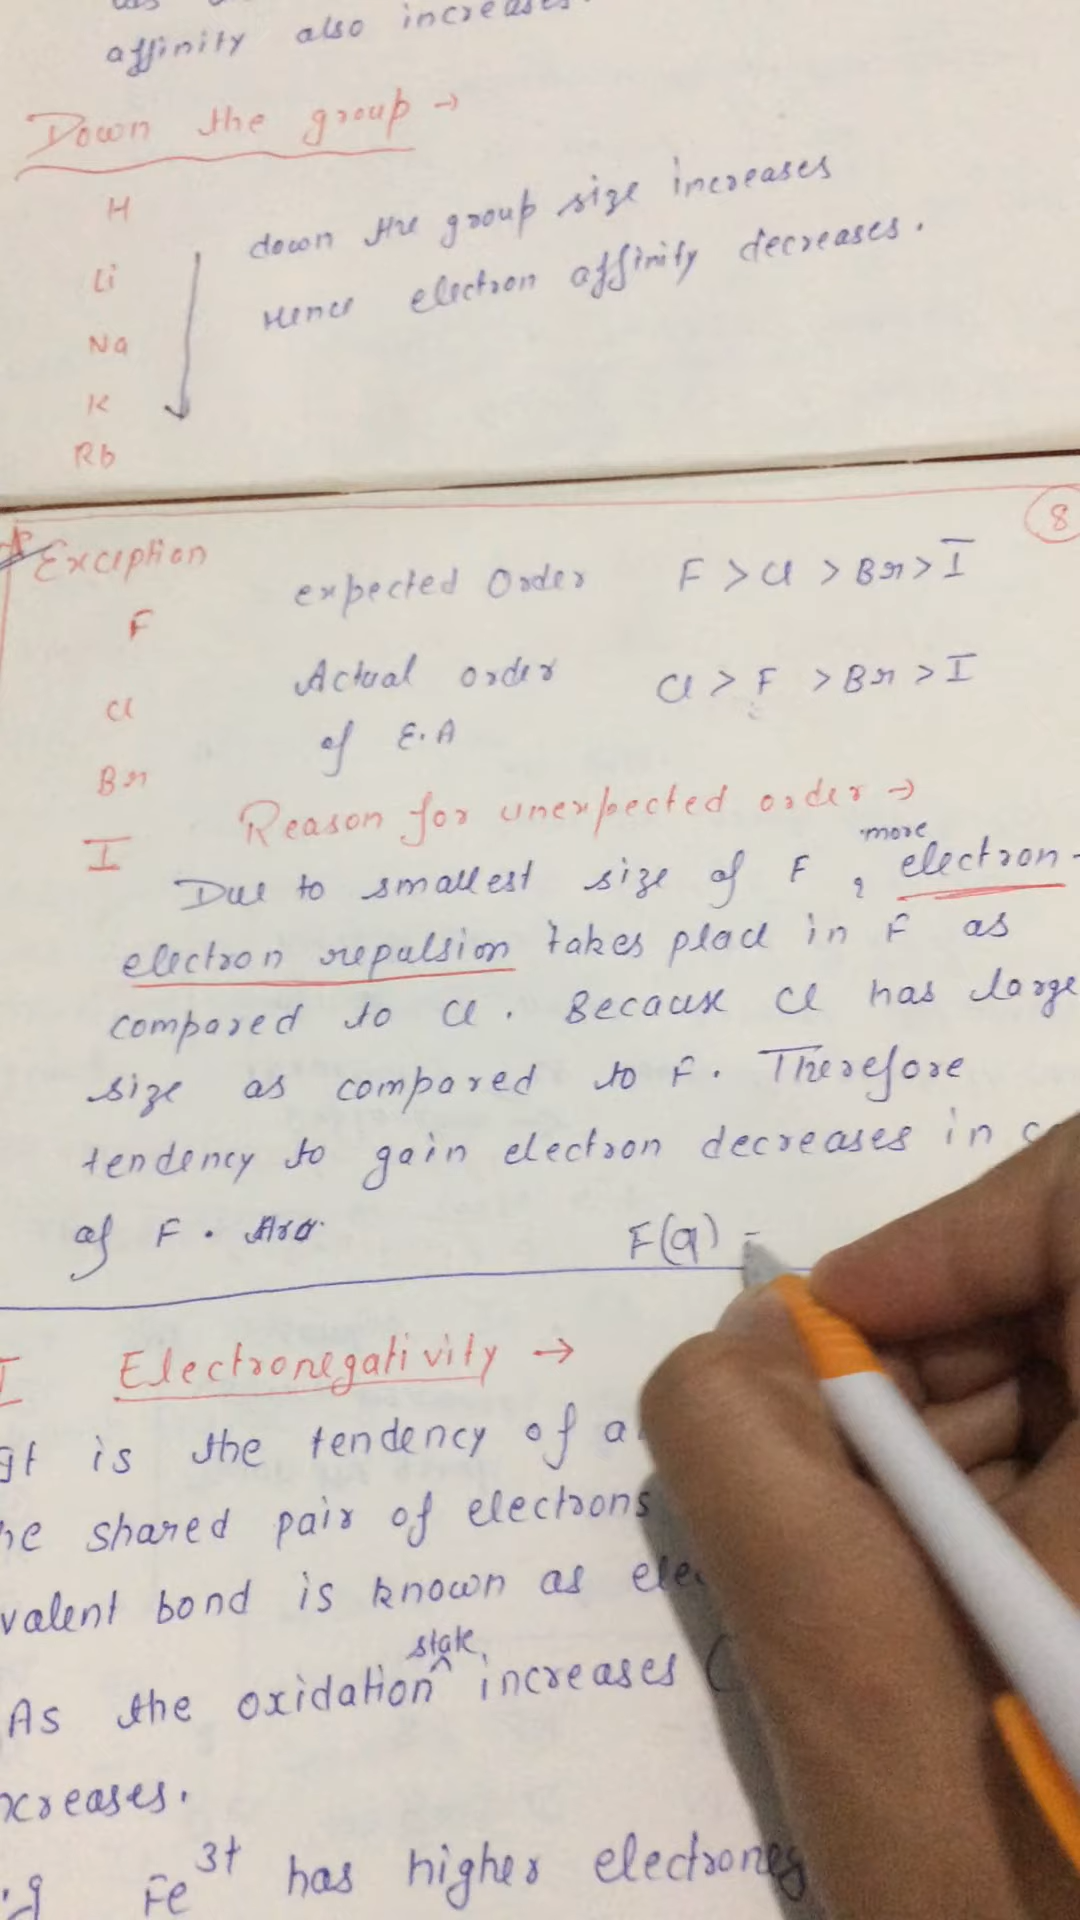 affinity also increases.
Down the group →
H
Li
Na
K
Rb
down the group size increases
Hence electron affinity decreases.
8
Exception
F
Cl
Br
I
expected Order F > Cl > Br > I
Actual order Cl > F > Br > I
of E.A
Reason for unexpected order →
Due to smallest size of F, more electron-
electron repulsion takes place in F as
compared to Cl. Because Cl has large
size as compared to F. Therefore
tendency to gain electron decreases in
of F. F(9) =
I Electronegativity →
It is the tendency of
shared pair of electrons
valent bond is known as
As the oxidation state increases (
creases.
Fe3+ has higher